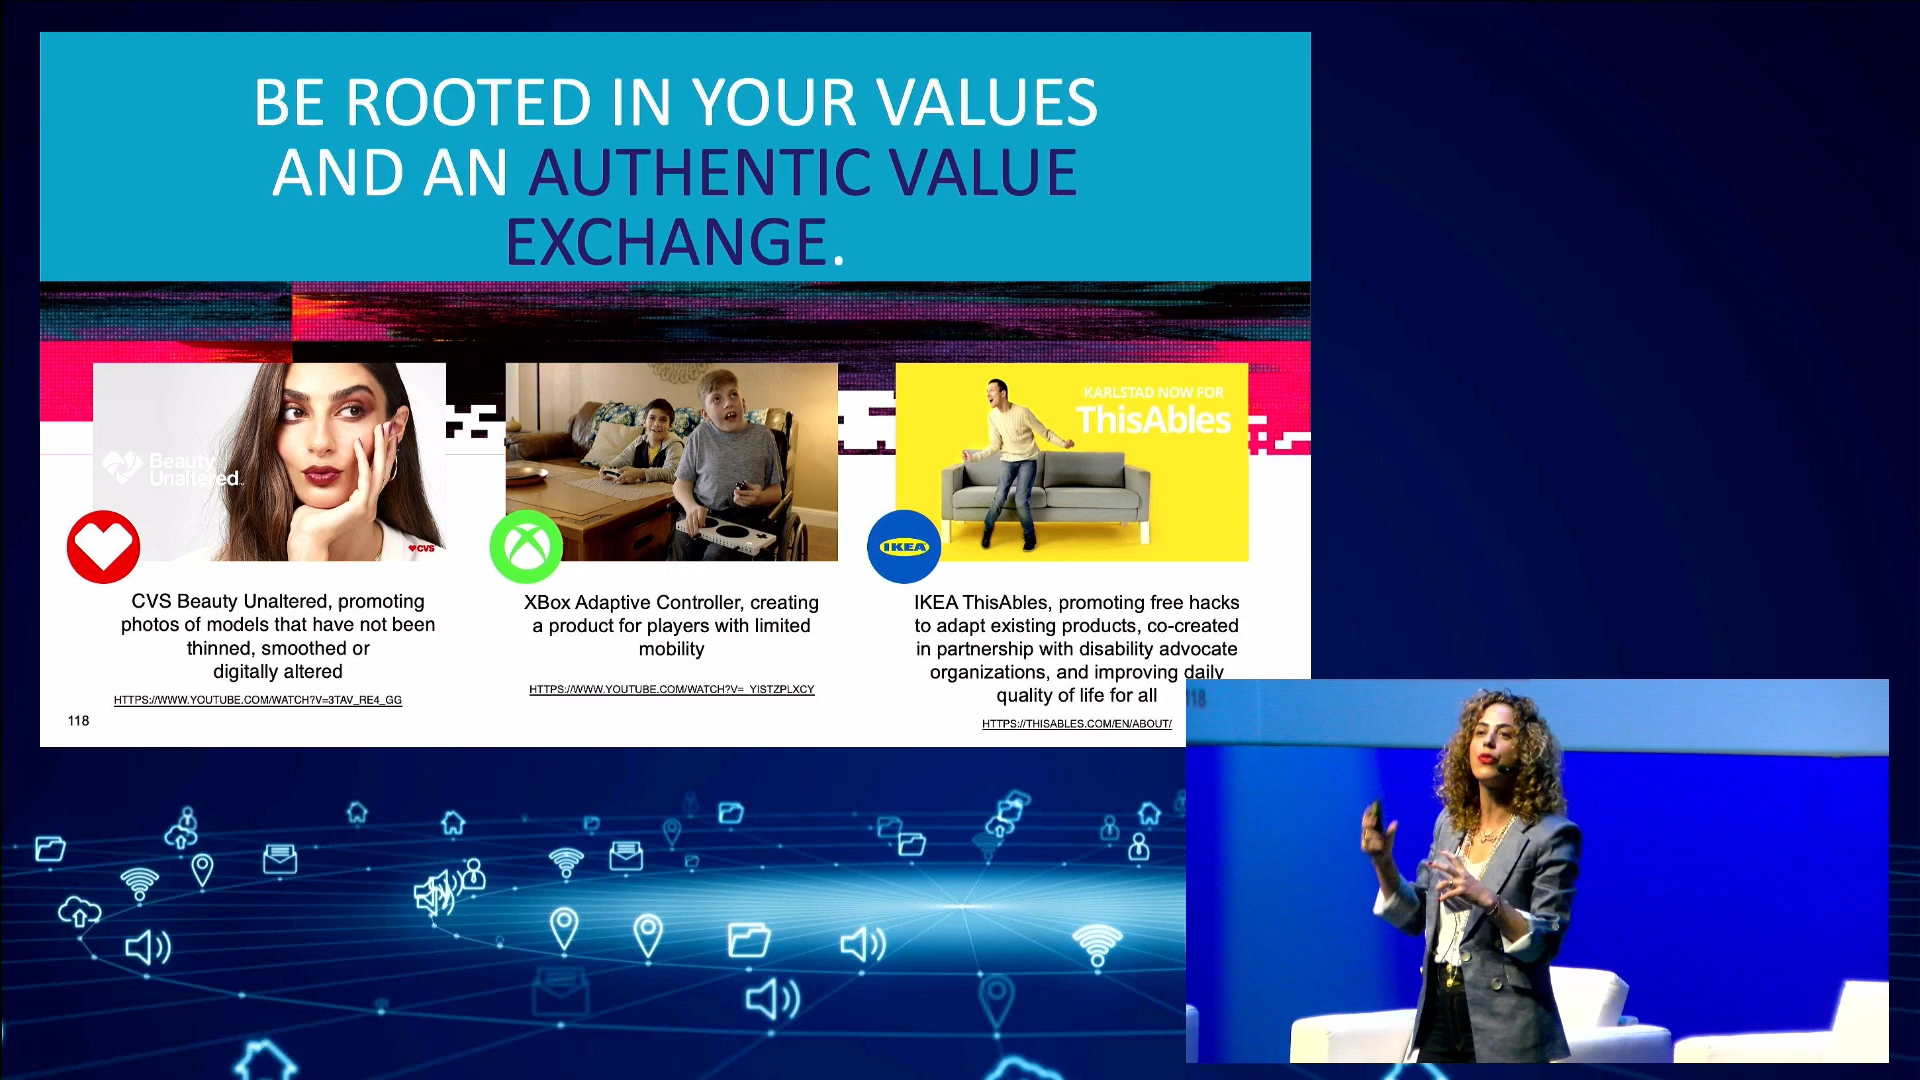 BE ROOTED IN YOUR VALUES
AND AN AUTHENTIC VALUE
EXCHANGE.
Beauty
Unaltered
CVS
KARLSTAD NOW FOR
ThisAbles
IKEA
CVS Beauty Unaltered, promoting
photos of models that have not been
thinned, smoothed or
digitally altered
HTTPS://WWW.YOUTUBE.COM/WATCH?V=3TAV_RE4_GG
XBox Adaptive Controller, creating
a product for players with limited
mobility
HTTPS://WWW.YOUTUBE.COM/WATCH?V=_YISTZPLXCY
IKEA ThisAbles, promoting free hacks
to adapt existing products, co-created
in partnership with disability advocate
organizations, and improving daily
quality of life for all
HTTPS://THISABLES.COM/EN/ABOUT/
118
118